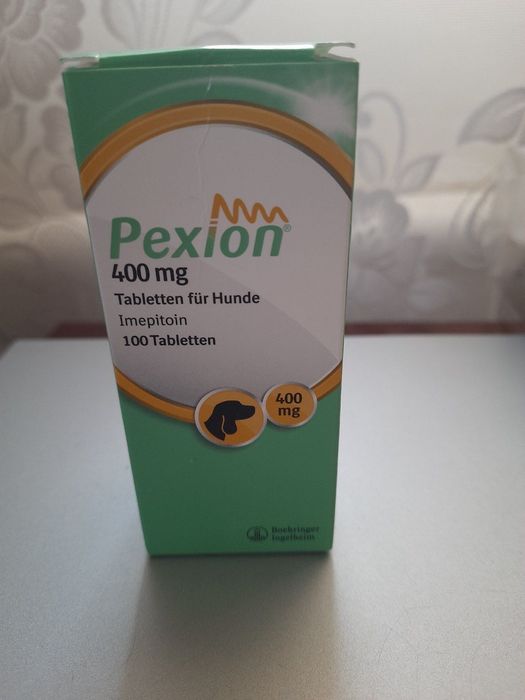 Pexion®
400 mg
Tabletten für Hunde
Imepitoin
100 Tabletten
400
mg
Boehringer
Ingelheim